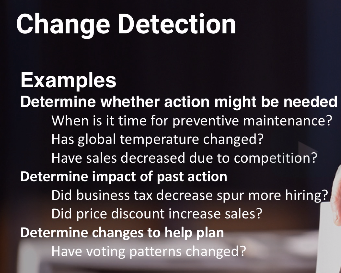 Change Detection
Examples
Determine whether action might be needed
When is it time for preventive maintenance?
Has global temperature changed?
Have sales decreased due to competition?
Determine impact of past action
Did business tax decrease spur more hiring?
Did price discount increase sales?
Determine changes to help plan
Have voting patterns changed?